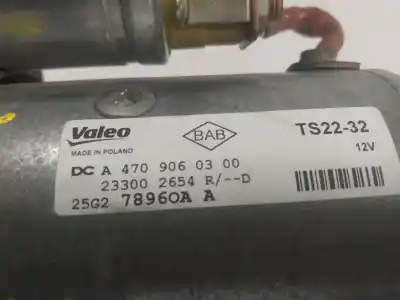 Valeo
MADE IN POLAND
BAB
TS22-32
12V
DC A 470 906 03 00
23300 2654 R/--D
25G2 78960A A